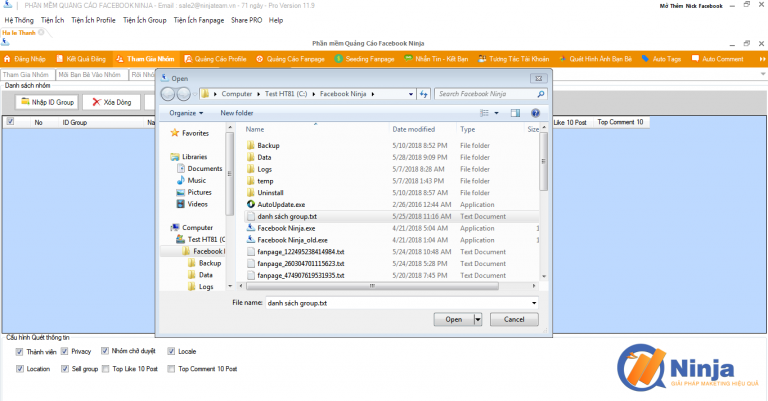 PHẦN MỀM QUẢNG CÁO FACEBOOK NINJA - Email : sale2@ninjateam.vn - 71 ngày - Pro Version 11.9
Mở Thêm Nick Facebook
Hệ Thống Tiện Ích Tiện Ích Profile Tiện Ích Group Tiện Ích Fanpage Share PRO Help
Ha Io Thanh
Phần mềm Quảng Cáo Facebook Ninja
Đăng Nhập Kết Quả Đăng Tham Gia Nhóm Quảng Cáo Profile Quảng Cáo Fanpage Seeding Fanpage Nhắn Tin - Kết Bạn Tương Tác Tài Khoản Quét Hình Ảnh Bạn Bè Auto Tags Auto Comment
Tham Gia Nhóm Mời Bạn Bè Vào Nhóm Rời Nhó
Danh sách nhóm
Nhập ID Group Xóa Dòng
No ID Group Na
Like 10 Post Top Comment 10
Open
Computer Test HT81 (C:) Facebook Ninja
Search Facebook Ninja
Organize New folder
Favorites
Libraries
Documents
Music
Pictures
Videos
Computer
Test HT81 (C
Facebook I
Backup
Data
Logs
Name Date modified Type Siz
Backup 5/10/2018 8:52 PM File folder
Data 5/28/2018 9:09 PM File folder
Logs 5/7/2018 8:28 AM File folder
temp 5/7/2018 1:43 PM File folder
Uninstall 5/10/2018 8:57 AM File folder
AutoUpdate.exe 2/26/2016 12:44 AM Application
danh sách group.txt 5/25/2018 11:16 AM Text Document
Facebook Ninja.exe 4/21/2018 5:04 AM Application 1
Facebook Ninja_old.exe 4/21/2018 1:04 AM Application 1
fanpage_122495238414984.txt 5/24/2018 10:48 AM Text Document
fanpage_260304701115623.txt 5/24/2018 5:28 PM Text Document
fanpage_474907619531935.txt 5/20/2018 7:45 PM Text Document
File name: danh sách group.txt
Open Cancel
Cấu hình Quét thông tin
Thành viên Privacy Nhóm chờ duyệt Locale
Location Sell group Top Like 10 Post Top Comment 10 Post
Ninja
GIẢI PHÁP MAKETING HIỆU QUẢ